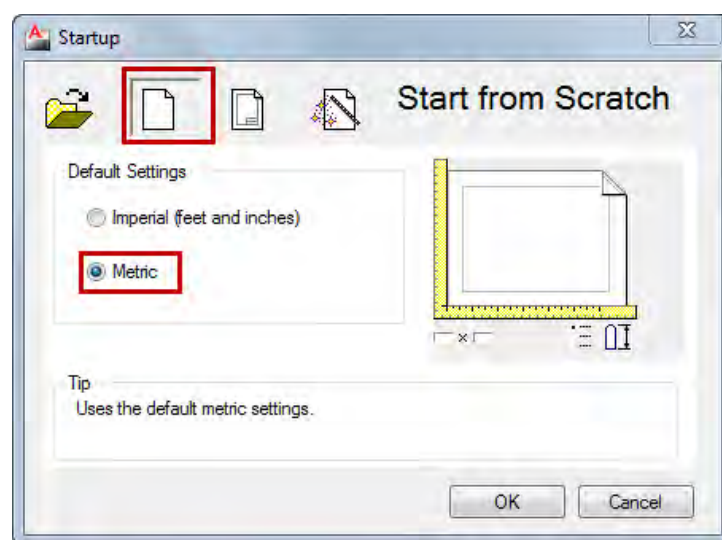 Startup
Start from Scratch
Default Settings
Imperial (feet and inches)
Metric
Tip
Uses the default metric settings.
OK
Cancel